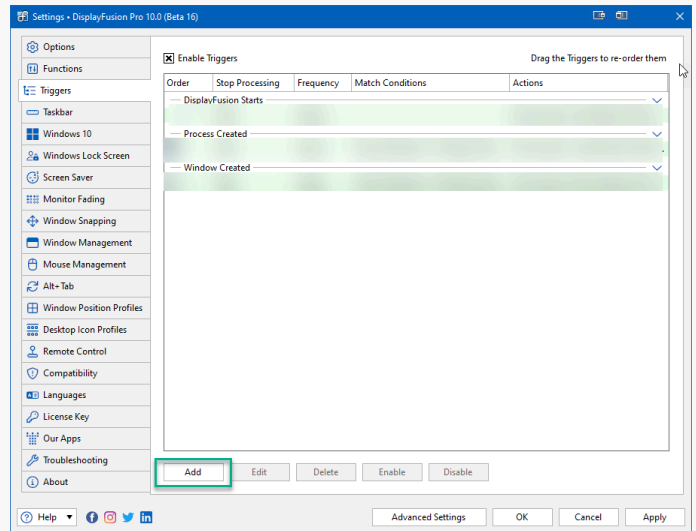 Settings • DisplayFusion Pro 10.0 (Beta 16)
Options
Functions
Triggers
Taskbar
Windows 10
Windows Lock Screen
Screen Saver
Monitor Fading
Window Snapping
Window Management
Mouse Management
Alt+Tab
Window Position Profiles
Desktop Icon Profiles
Remote Control
Compatibility
Languages
License Key
Our Apps
Troubleshooting
About
Enable Triggers Drag the Triggers to re-order them
Order Stop Processing Frequency Match Conditions Actions
DisplayFusion Starts
Process Created
Window Created
Add Edit Delete Enable Disable
Help Advanced Settings OK Cancel Apply